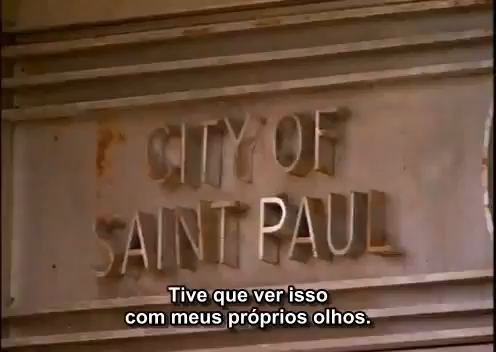 CITY OF
SAINT PAUL
Tive que ver isso
com meus próprios olhos.